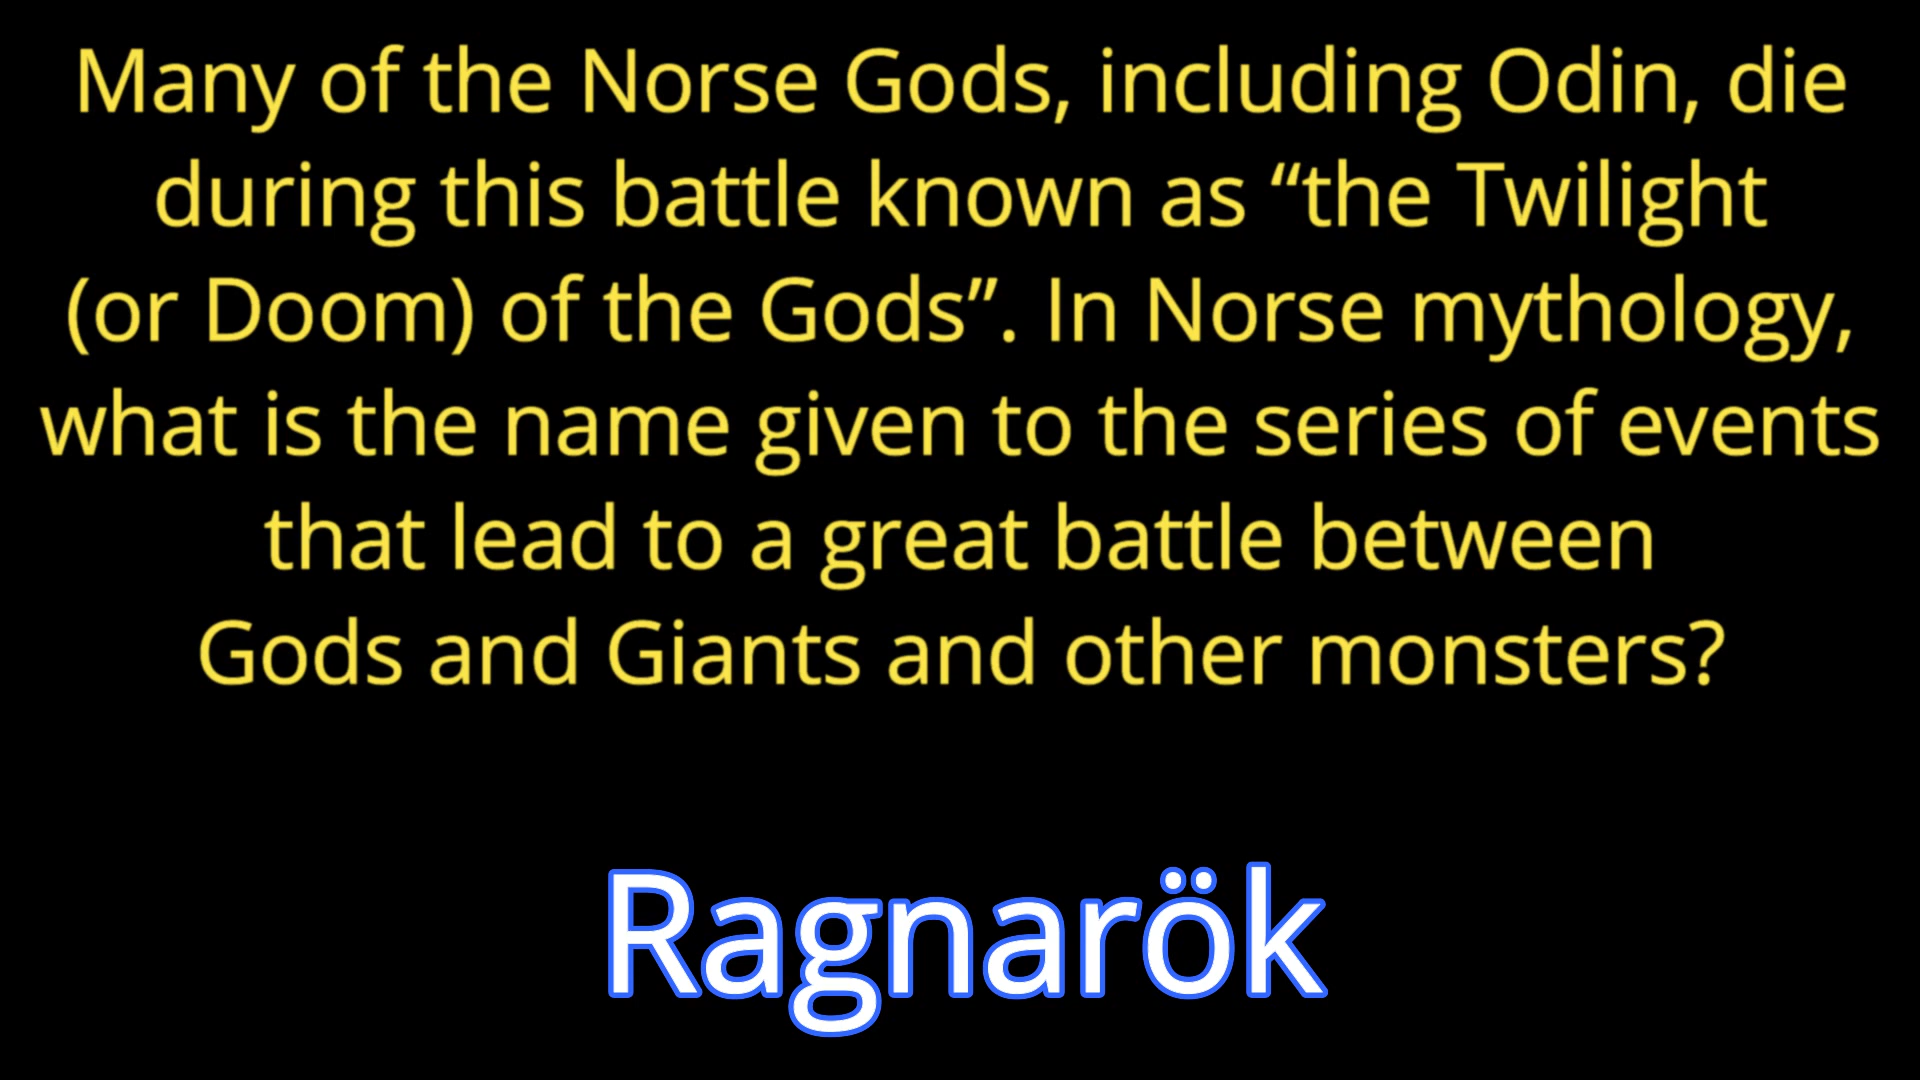 Many of the Norse Gods, including Odin, die
during this battle known as “the Twilight
(or Doom) of the Gods”. In Norse mythology,
what is the name given to the series of events
that lead to a great battle between
Gods and Giants and other monsters?
Ragnarök